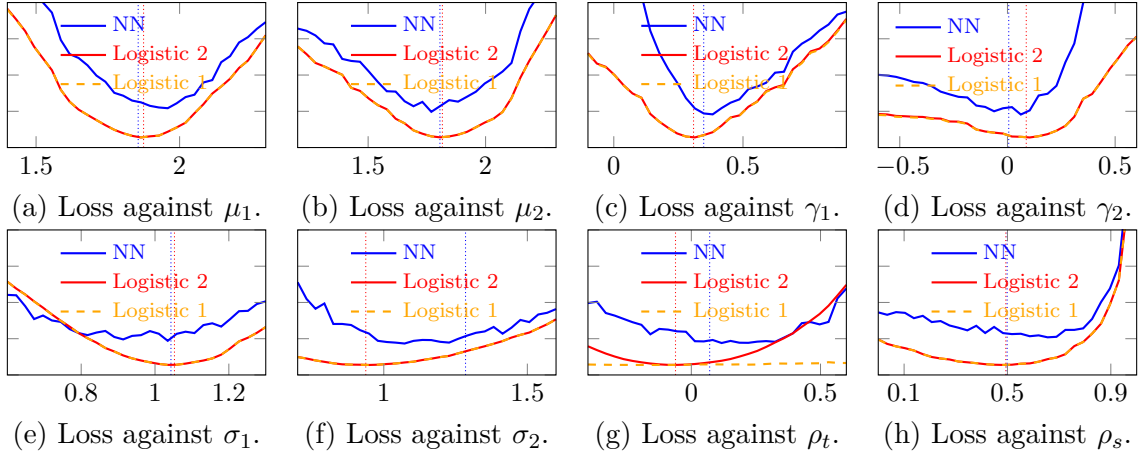 NN
Logistic 2
Logistic 1
1.5 2
(a) Loss against μ₁.
NN
Logistic 2
Logistic 1
1.5 2
(b) Loss against μ₂.
NN
Logistic 2
Logistic 1
0 0.5
(c) Loss against γ₁.
NN
Logistic 2
Logistic 1
−0.5 0 0.5
(d) Loss against γ₂.
NN
Logistic 2
Logistic 1
0.8 1 1.2
(e) Loss against σ₁.
NN
Logistic 2
Logistic 1
1 1.5
(f) Loss against σ₂.
NN
Logistic 2
Logistic 1
0 0.5
(g) Loss against ρₜ.
NN
Logistic 2
Logistic 1
0.1 0.5 0.9
(h) Loss against ρₛ.